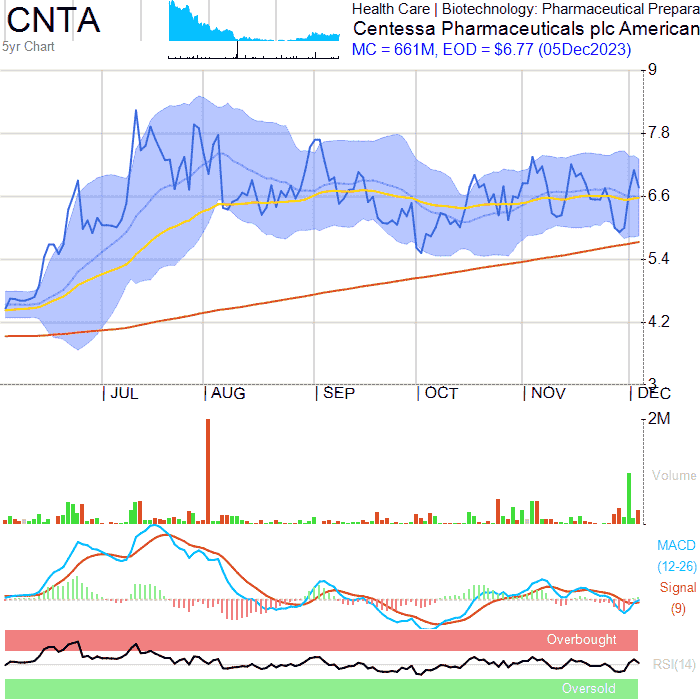 CNTA
5yr Chart
Health Care | Biotechnology: Pharmaceutical Prepara
Centessa Pharmaceuticals plc American
MC = 661M, EOD = $6.77 (05Dec2023)
9
7.8
6.6
5.4
4.2
3
JUL AUG SEP OCT NOV DEC
2M
Volume
MACD
(12-26)
Signal
(9)
Overbought
RSI(14)
Oversold